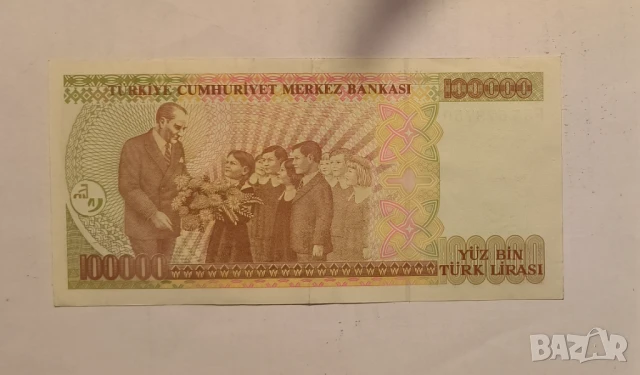 TÜRKİYE CUMHURİYET MERKEZ BANKASI
100000
100000
100000
YÜZ BİN
TÜRK LİRASI
BAZAR